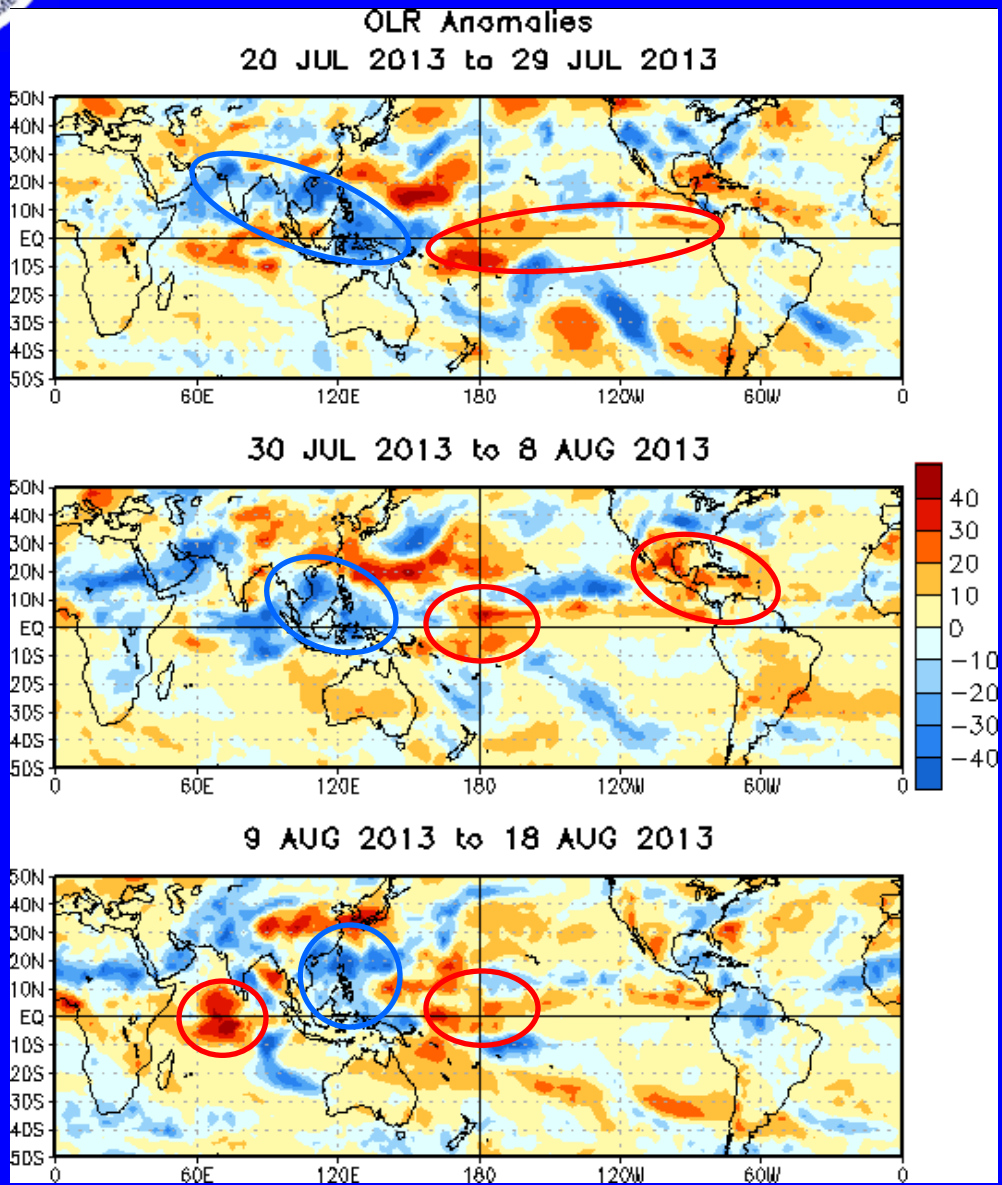 OLR Anomalies
20 JUL 2013 to 29 JUL 2013
50N
40N
30N
20N
10N
EQ
10S
20S
30S
40S
50S
0 60E 120E 180 120W 60W 0
30 JUL 2013 to 8 AUG 2013
50N
40N
30N
20N
10N
EQ
10S
20S
30S
40S
50S
0 60E 120E 180 120W 60W 0
40
30
20
10
0
-10
-20
-30
-40
9 AUG 2013 to 18 AUG 2013
50N
40N
30N
20N
10N
EQ
10S
20S
30S
40S
50S
0 60E 120E 180 120W 60W 0